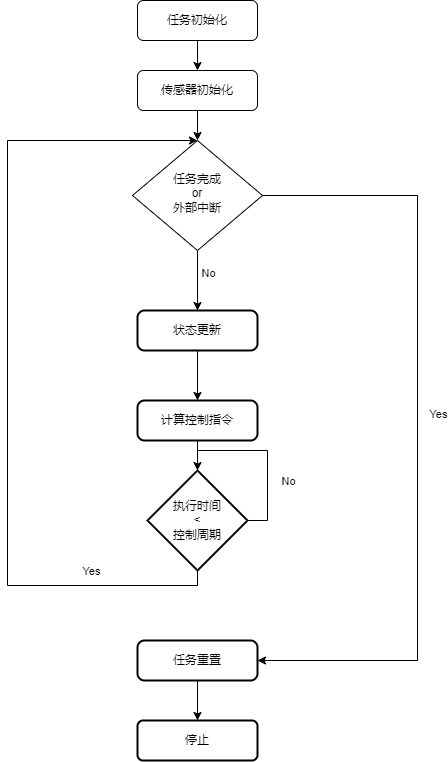 任务初始化
传感器初始化
任务完成
or
外部中断
No
状态更新
计算控制指令
Yes
执行时间
<
控制周期
No
Yes
任务重置
停止